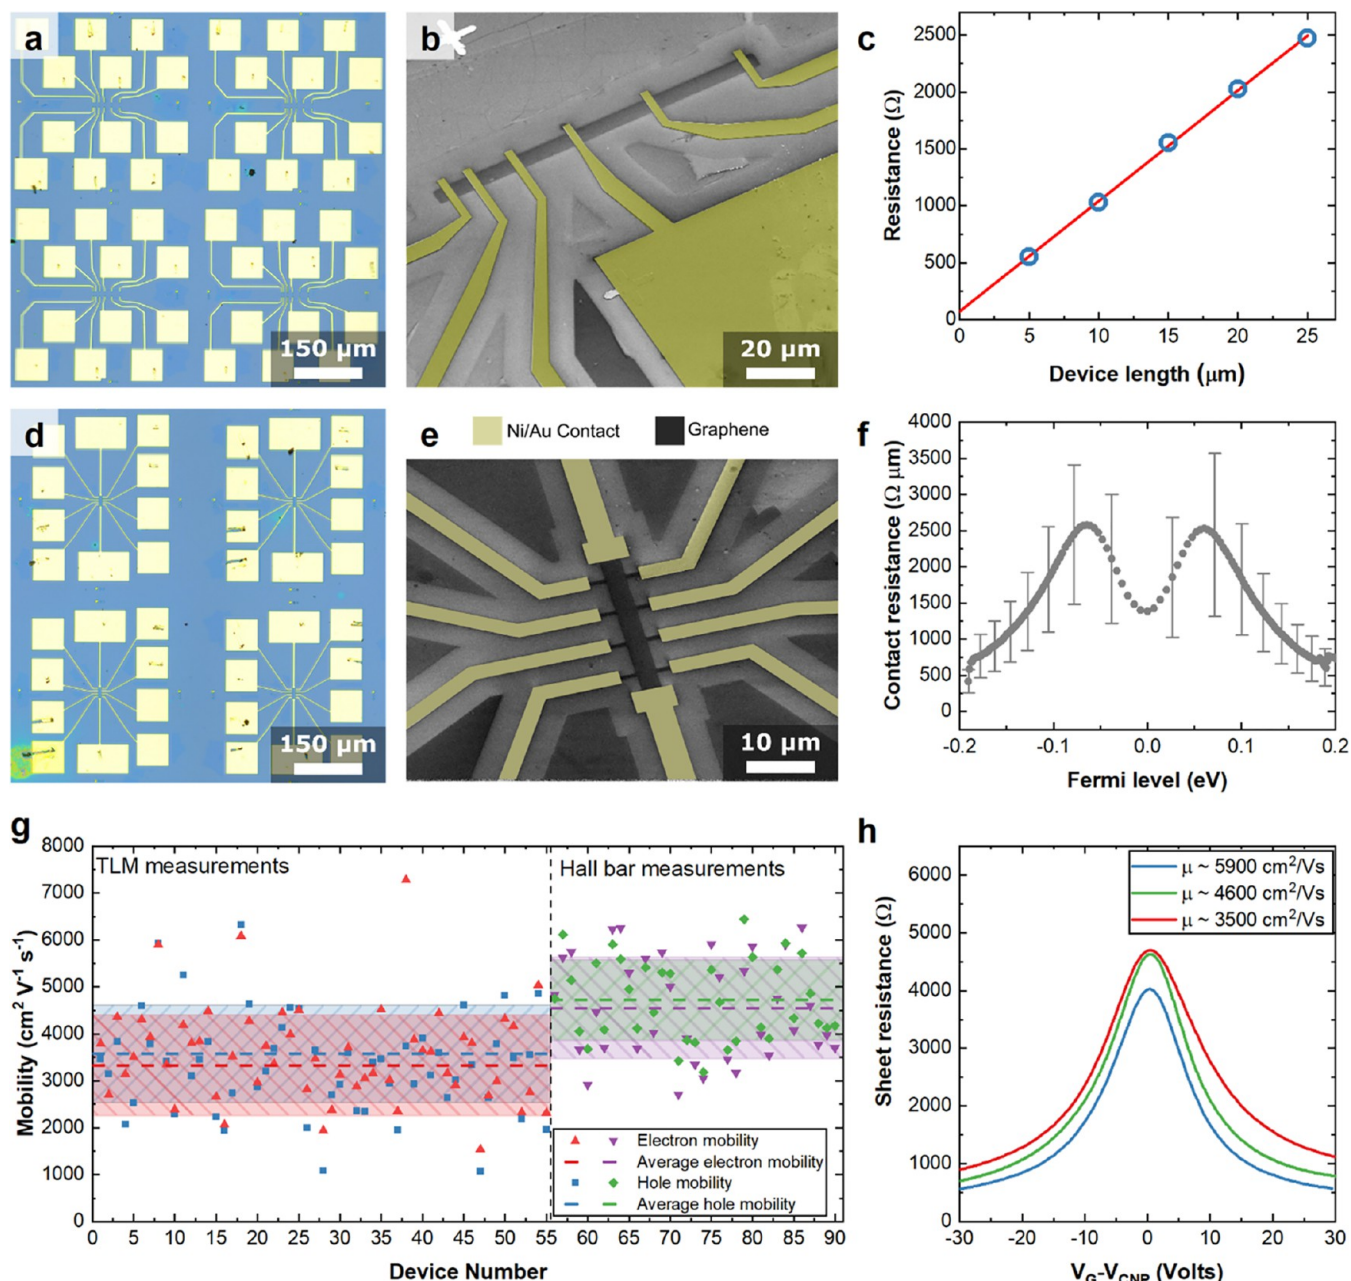 a
150 μm
b
20 μm
c
Resistance (Ω)
2500
2000
1500
1000
500
0
0 5 10 15 20 25
Device length (μm)
d
150 μm
e
Ni/Au Contact
Graphene
10 μm
f
Contact resistance (Ω μm)
4000
3500
3000
2500
2000
1500
1000
500
0
-0.2 -0.1 0.0 0.1 0.2
Fermi level (eV)
g
Mobility (cm² V⁻¹ s⁻¹)
8000
7000
6000
5000
4000
3000
2000
1000
0
TLM measurements
Hall bar measurements
Electron mobility
Average electron mobility
Hole mobility
Average hole mobility
0 5 10 15 20 25 30 35 40 45 50 55 60 65 70 75 80 85 90
Device Number
h
Sheet resistance (Ω)
6000
5000
4000
3000
2000
1000
0
μ ~ 5900 cm²/Vs
μ ~ 4600 cm²/Vs
μ ~ 3500 cm²/Vs
-30 -20 -10 0 10 20 30
V_G-V_CNP (Volts)